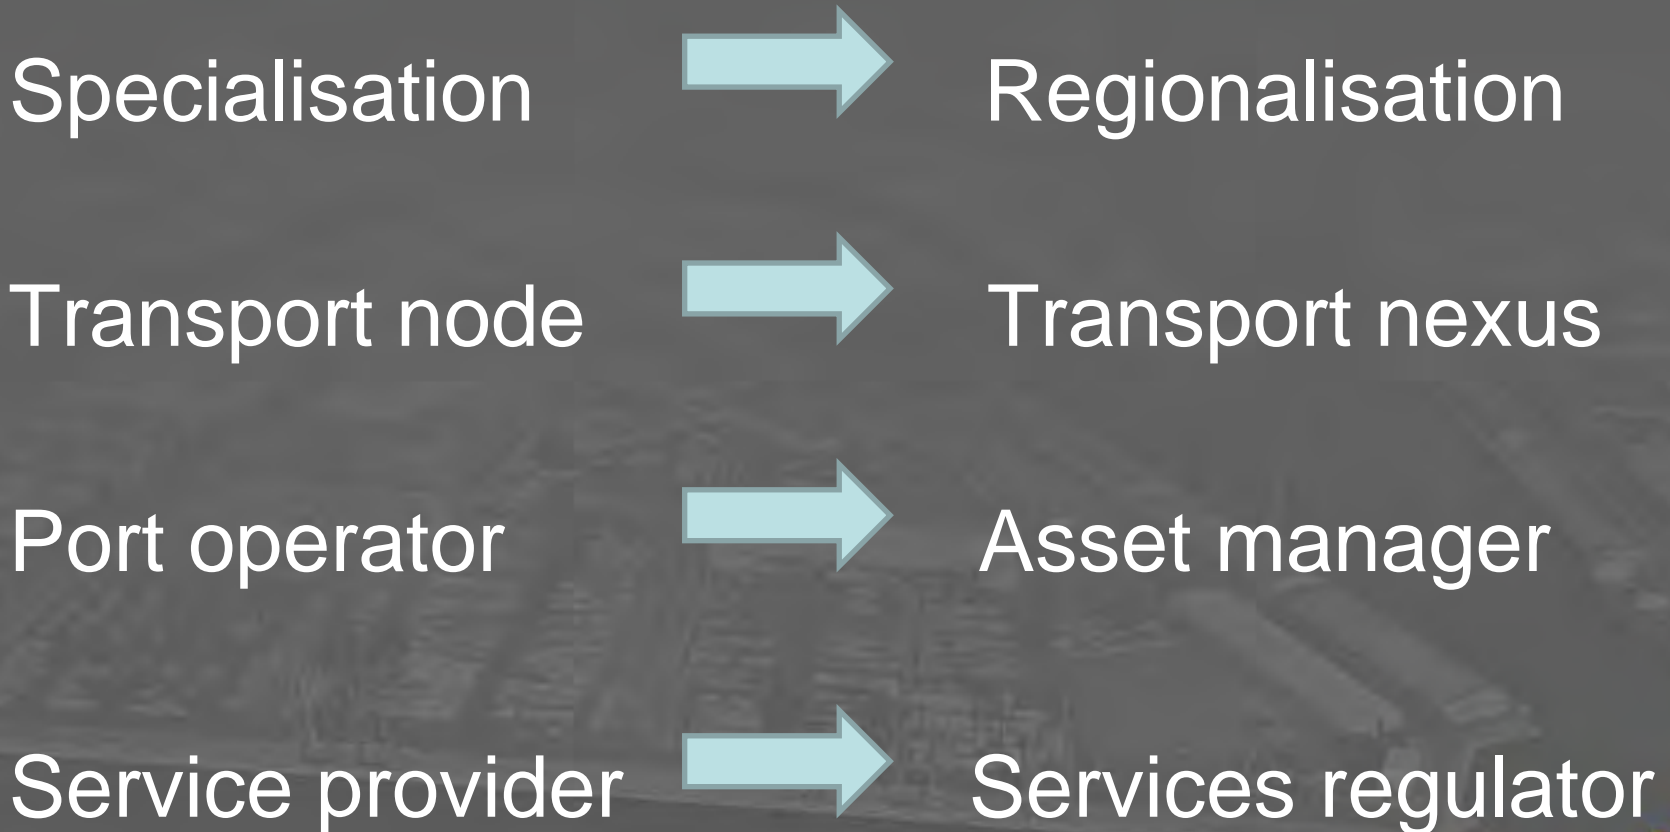 Specialisation Regionalisation
Transport node Transport nexus
Port operator Asset manager
Service provider Services regulator